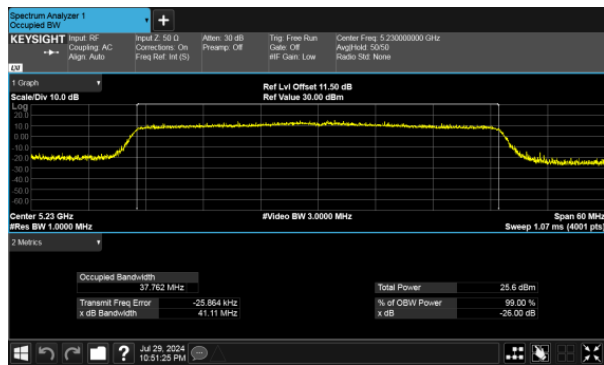 Spectrum Analyzer 1
Occupied BW
+
KEYSIGHT Input: RF Input Z: 50 Ω Atten: 30 dB Trig: Free Run Center Freq: 5.230000000 GHz
Coupling: AC Corrections: On Preamp: Off Gate: Off Avg|Hold: 50/50
Align: Auto Freq Ref: Int (S) #IF Gain: Low Radio Std: None
1 Graph
Ref Lvl Offset 11.50 dB
Scale/Div 10.0 dB Ref Value 30.00 dBm
Log
20.0
10.0
0.00
-10.0
-20.0
-30.0
-40.0
-50.0
-60.0
Center 5.23 GHz #Video BW 3.0000 MHz Span 60 MHz
#Res BW 1.0000 MHz Sweep 1.07 ms (4001 pts)
2 Metrics
Occupied Bandwidth
37.762 MHz Total Power 25.6 dBm
Transmit Freq Error -25.864 kHz % of OBW Power 99.00 %
x dB Bandwidth 41.11 MHz x dB -26.00 dB
? Jul 29, 2024
10:51:25 PM